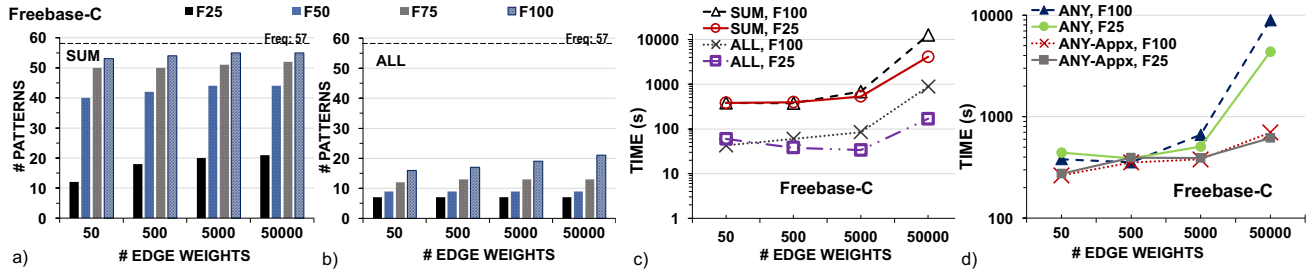 Freebase-C
F25
F50
F75
F100
a)
# PATTERNS
60
50
40
30
20
10
0
SUM
Freq: 57
50
500
5000
50000
# EDGE WEIGHTS
b)
# PATTERNS
60
50
40
30
20
10
0
ALL
Freq: 57
50
500
5000
50000
# EDGE WEIGHTS
c)
TIME (s)
10000
1000
100
10
1
SUM, F100
SUM, F25
ALL, F100
ALL, F25
Freebase-C
50
500
5000
50000
# EDGE WEIGHTS
d)
TIME (s)
10000
1000
100
ANY, F100
ANY, F25
ANY-Appx, F100
ANY-Appx, F25
Freebase-C
50
500
5000
50000
# EDGE WEIGHTS